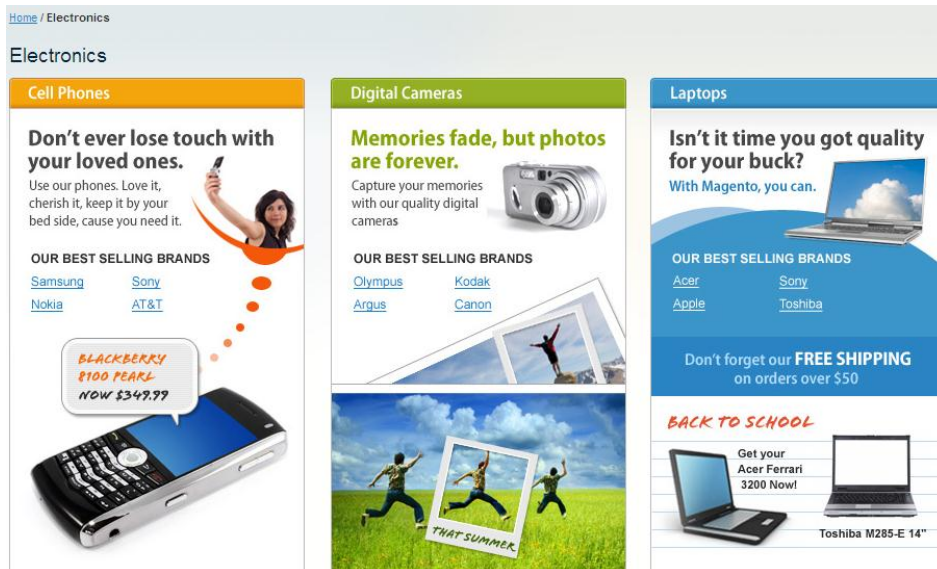 Home / Electronics
Electronics
Cell Phones
Don't ever lose touch with
your loved ones.
Use our phones. Love it,
cherish it, keep it by your
bed side, cause you need it.
OUR BEST SELLING BRANDS
Samsung Sony
Nokia AT&T
BLACKBERRY
8100 PEARL
NOW $349.99
Digital Cameras
Memories fade, but photos
are forever.
Capture your memories
with our quality digital
cameras
OUR BEST SELLING BRANDS
Olympus Kodak
Argus Canon
THAT SUMMER
Laptops
Isn't it time you got quality
for your buck?
With Magento, you can.
OUR BEST SELLING BRANDS
Acer Sony
Apple Toshiba
Don't forget our FREE SHIPPING
on orders over $50
BACK TO SCHOOL
Get your
Acer Ferrari
3200 Now!
Toshiba M285-E 14"